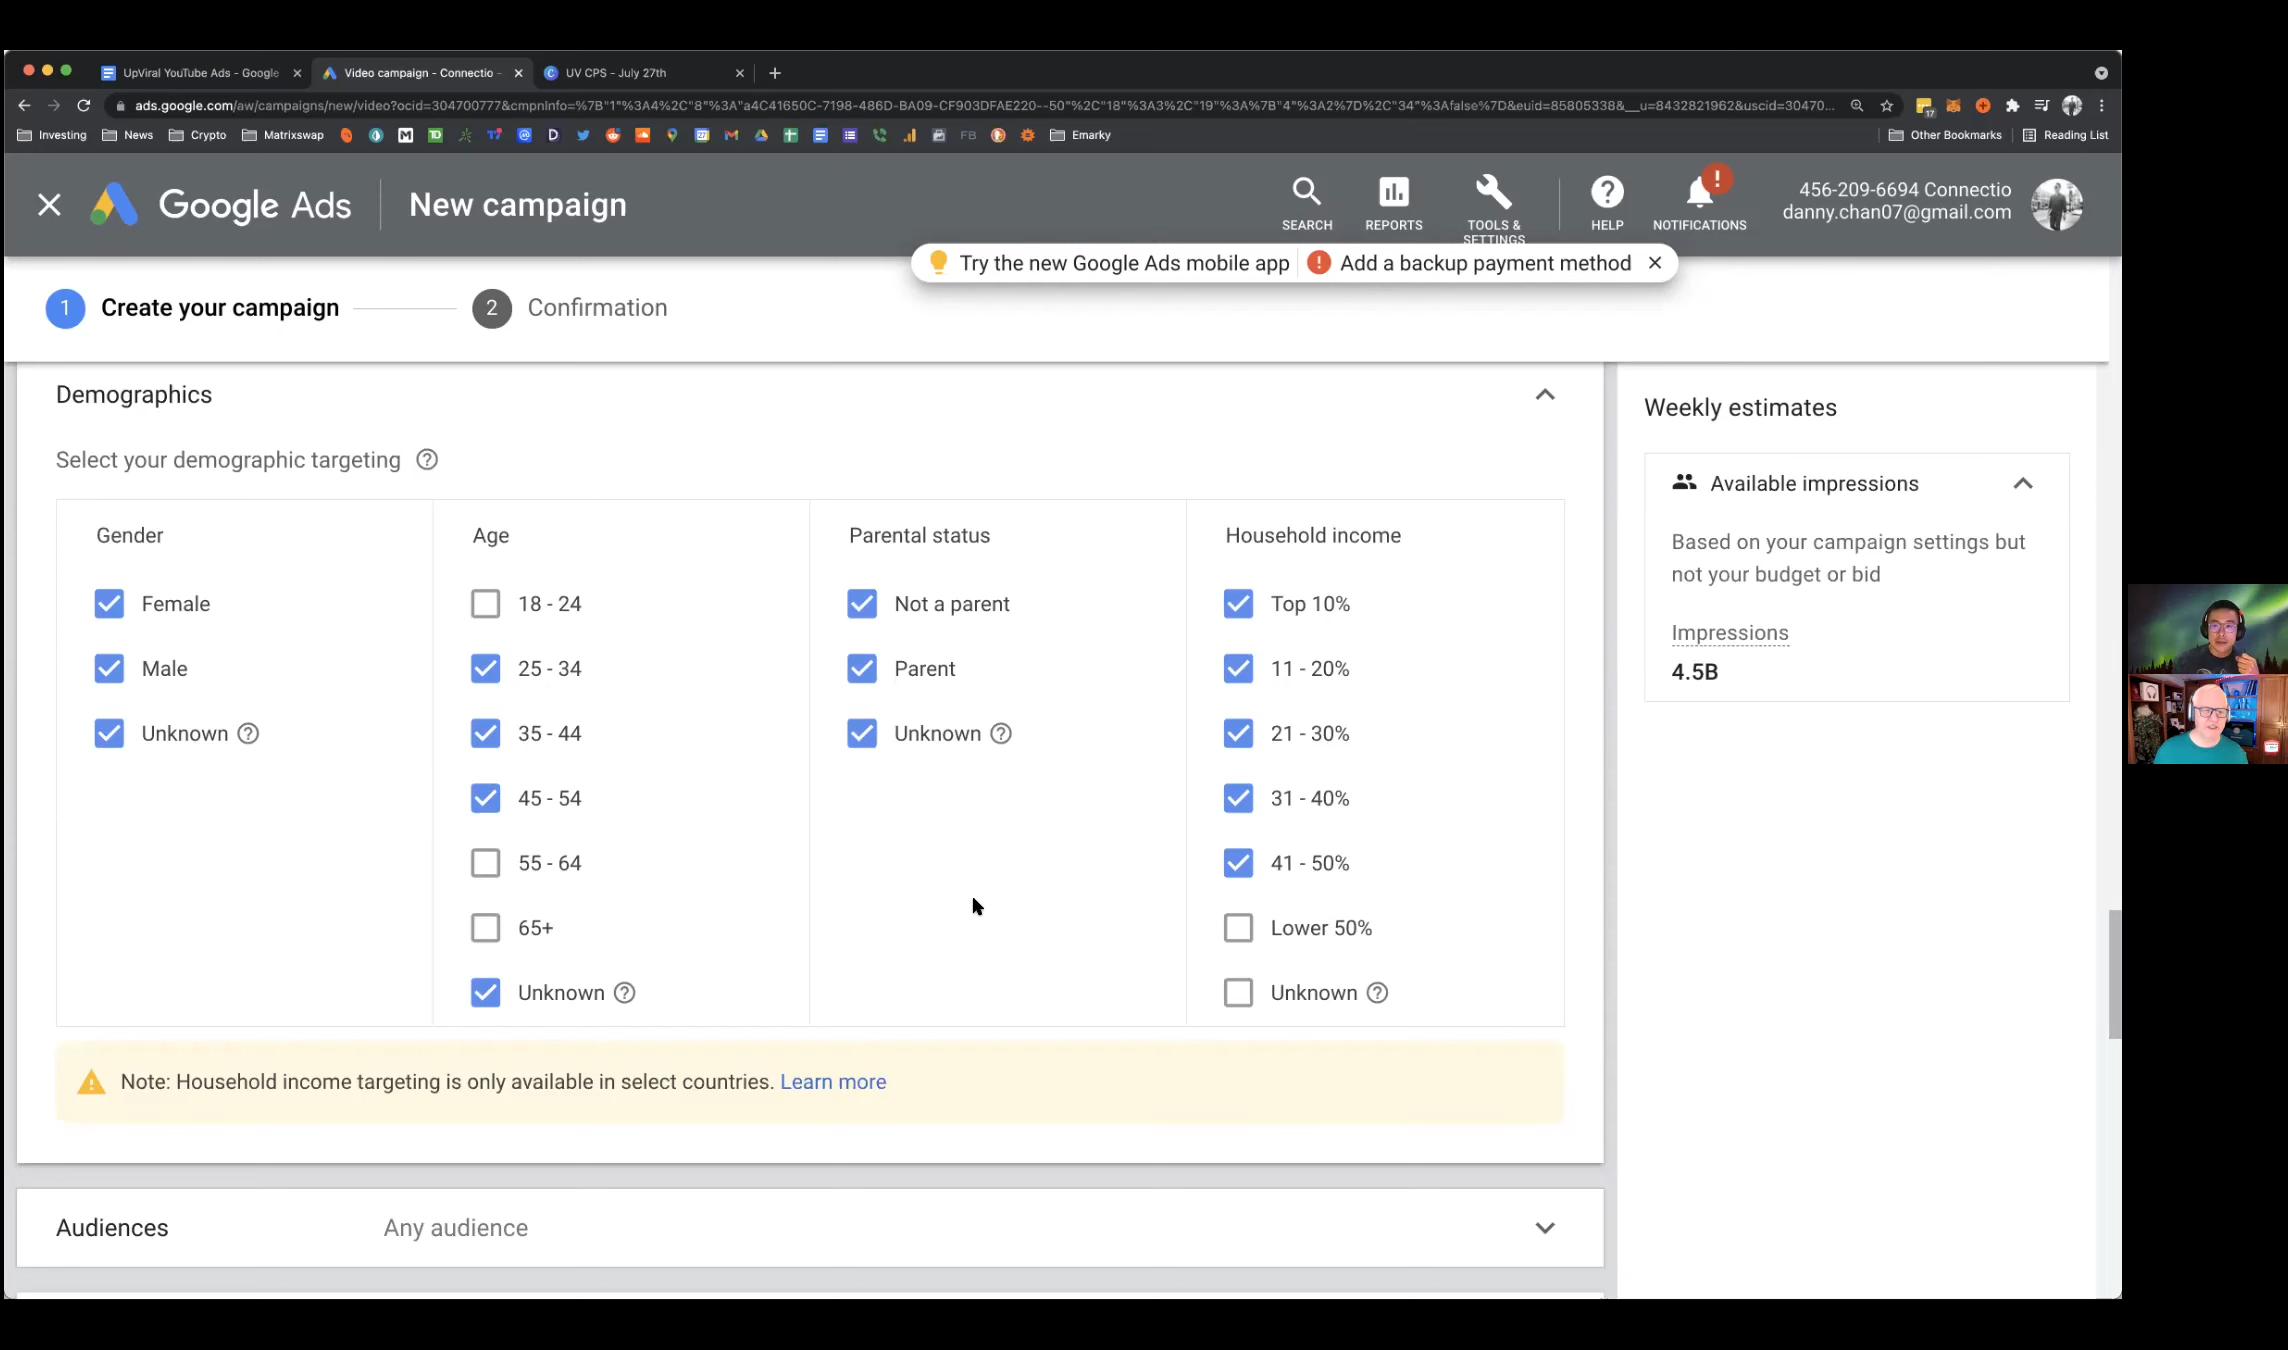 UpViral YouTube Ads - Google
Video campaign - Connectio -
UV CPS - July 27th
ads.google.com/aw/campaigns/new/video?ocid=304700777&cmpnInfo=%7B"1"%3A4%2C"8"%3A"a4C41650C-7198-486D-BA09-CF903DFAE220--50"%2C"18"%3A3%2C"19"%3A%7B"4"%3A2%7D%2C"34"%3Afalse%7D&euid=85805338&__u=8432821962&uscid=30470...
Investing
News
Crypto
Matrixswap
FB
Emarky
Other Bookmarks
Reading List
Google Ads
New campaign
SEARCH
REPORTS
TOOLS &
SETTINGS
HELP
NOTIFICATIONS
456-209-6694 Connectio
danny.chan07@gmail.com
Try the new Google Ads mobile app
Add a backup payment method
1 Create your campaign
2 Confirmation
Demographics
Select your demographic targeting
Gender
Female
Male
Unknown
Age
18 - 24
25 - 34
35 - 44
45 - 54
55 - 64
65+
Unknown
Parental status
Not a parent
Parent
Unknown
Household income
Top 10%
11 - 20%
21 - 30%
31 - 40%
41 - 50%
Lower 50%
Unknown
Note: Household income targeting is only available in select countries. Learn more
Audiences
Any audience
Weekly estimates
Available impressions
Based on your campaign settings but
not your budget or bid
Impressions
4.5B